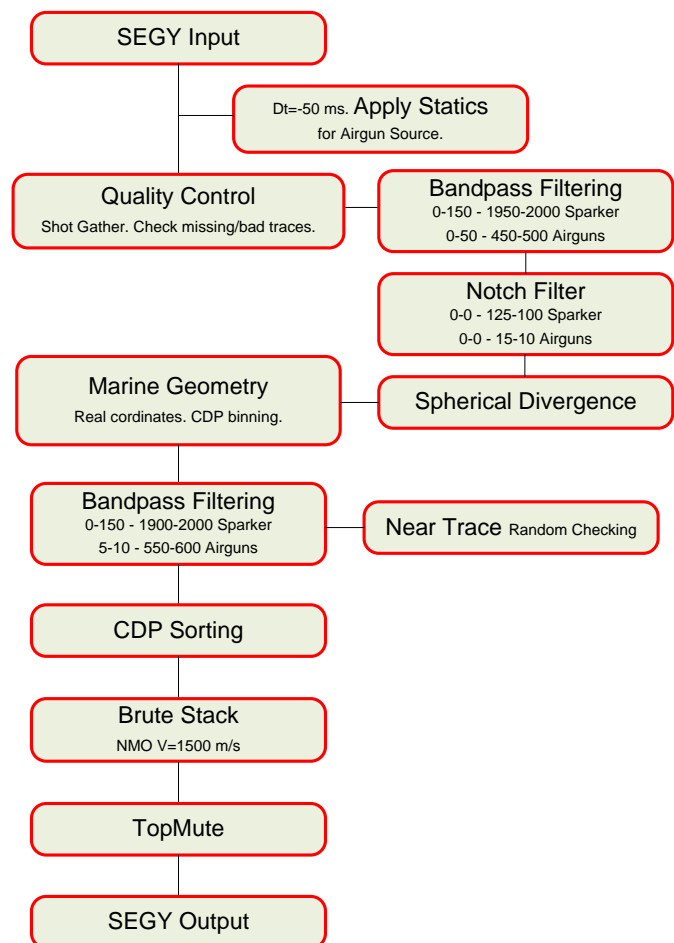 SEGY Input
Dt=-50 ms. Apply Statics
for Airgun Source.
Quality Control
Shot Gather. Check missing/bad traces.
Bandpass Filtering
0-150 - 1950-2000 Sparker
0-50 - 450-500 Airguns
Notch Filter
0-0 - 125-100 Sparker
0-0 - 15-10 Airguns
Spherical Divergence
Marine Geometry
Real cordinates. CDP binning.
Bandpass Filtering
0-150 - 1900-2000 Sparker
5-10 - 550-600 Airguns
Near Trace Random Checking
CDP Sorting
Brute Stack
NMO V=1500 m/s
TopMute
SEGY Output